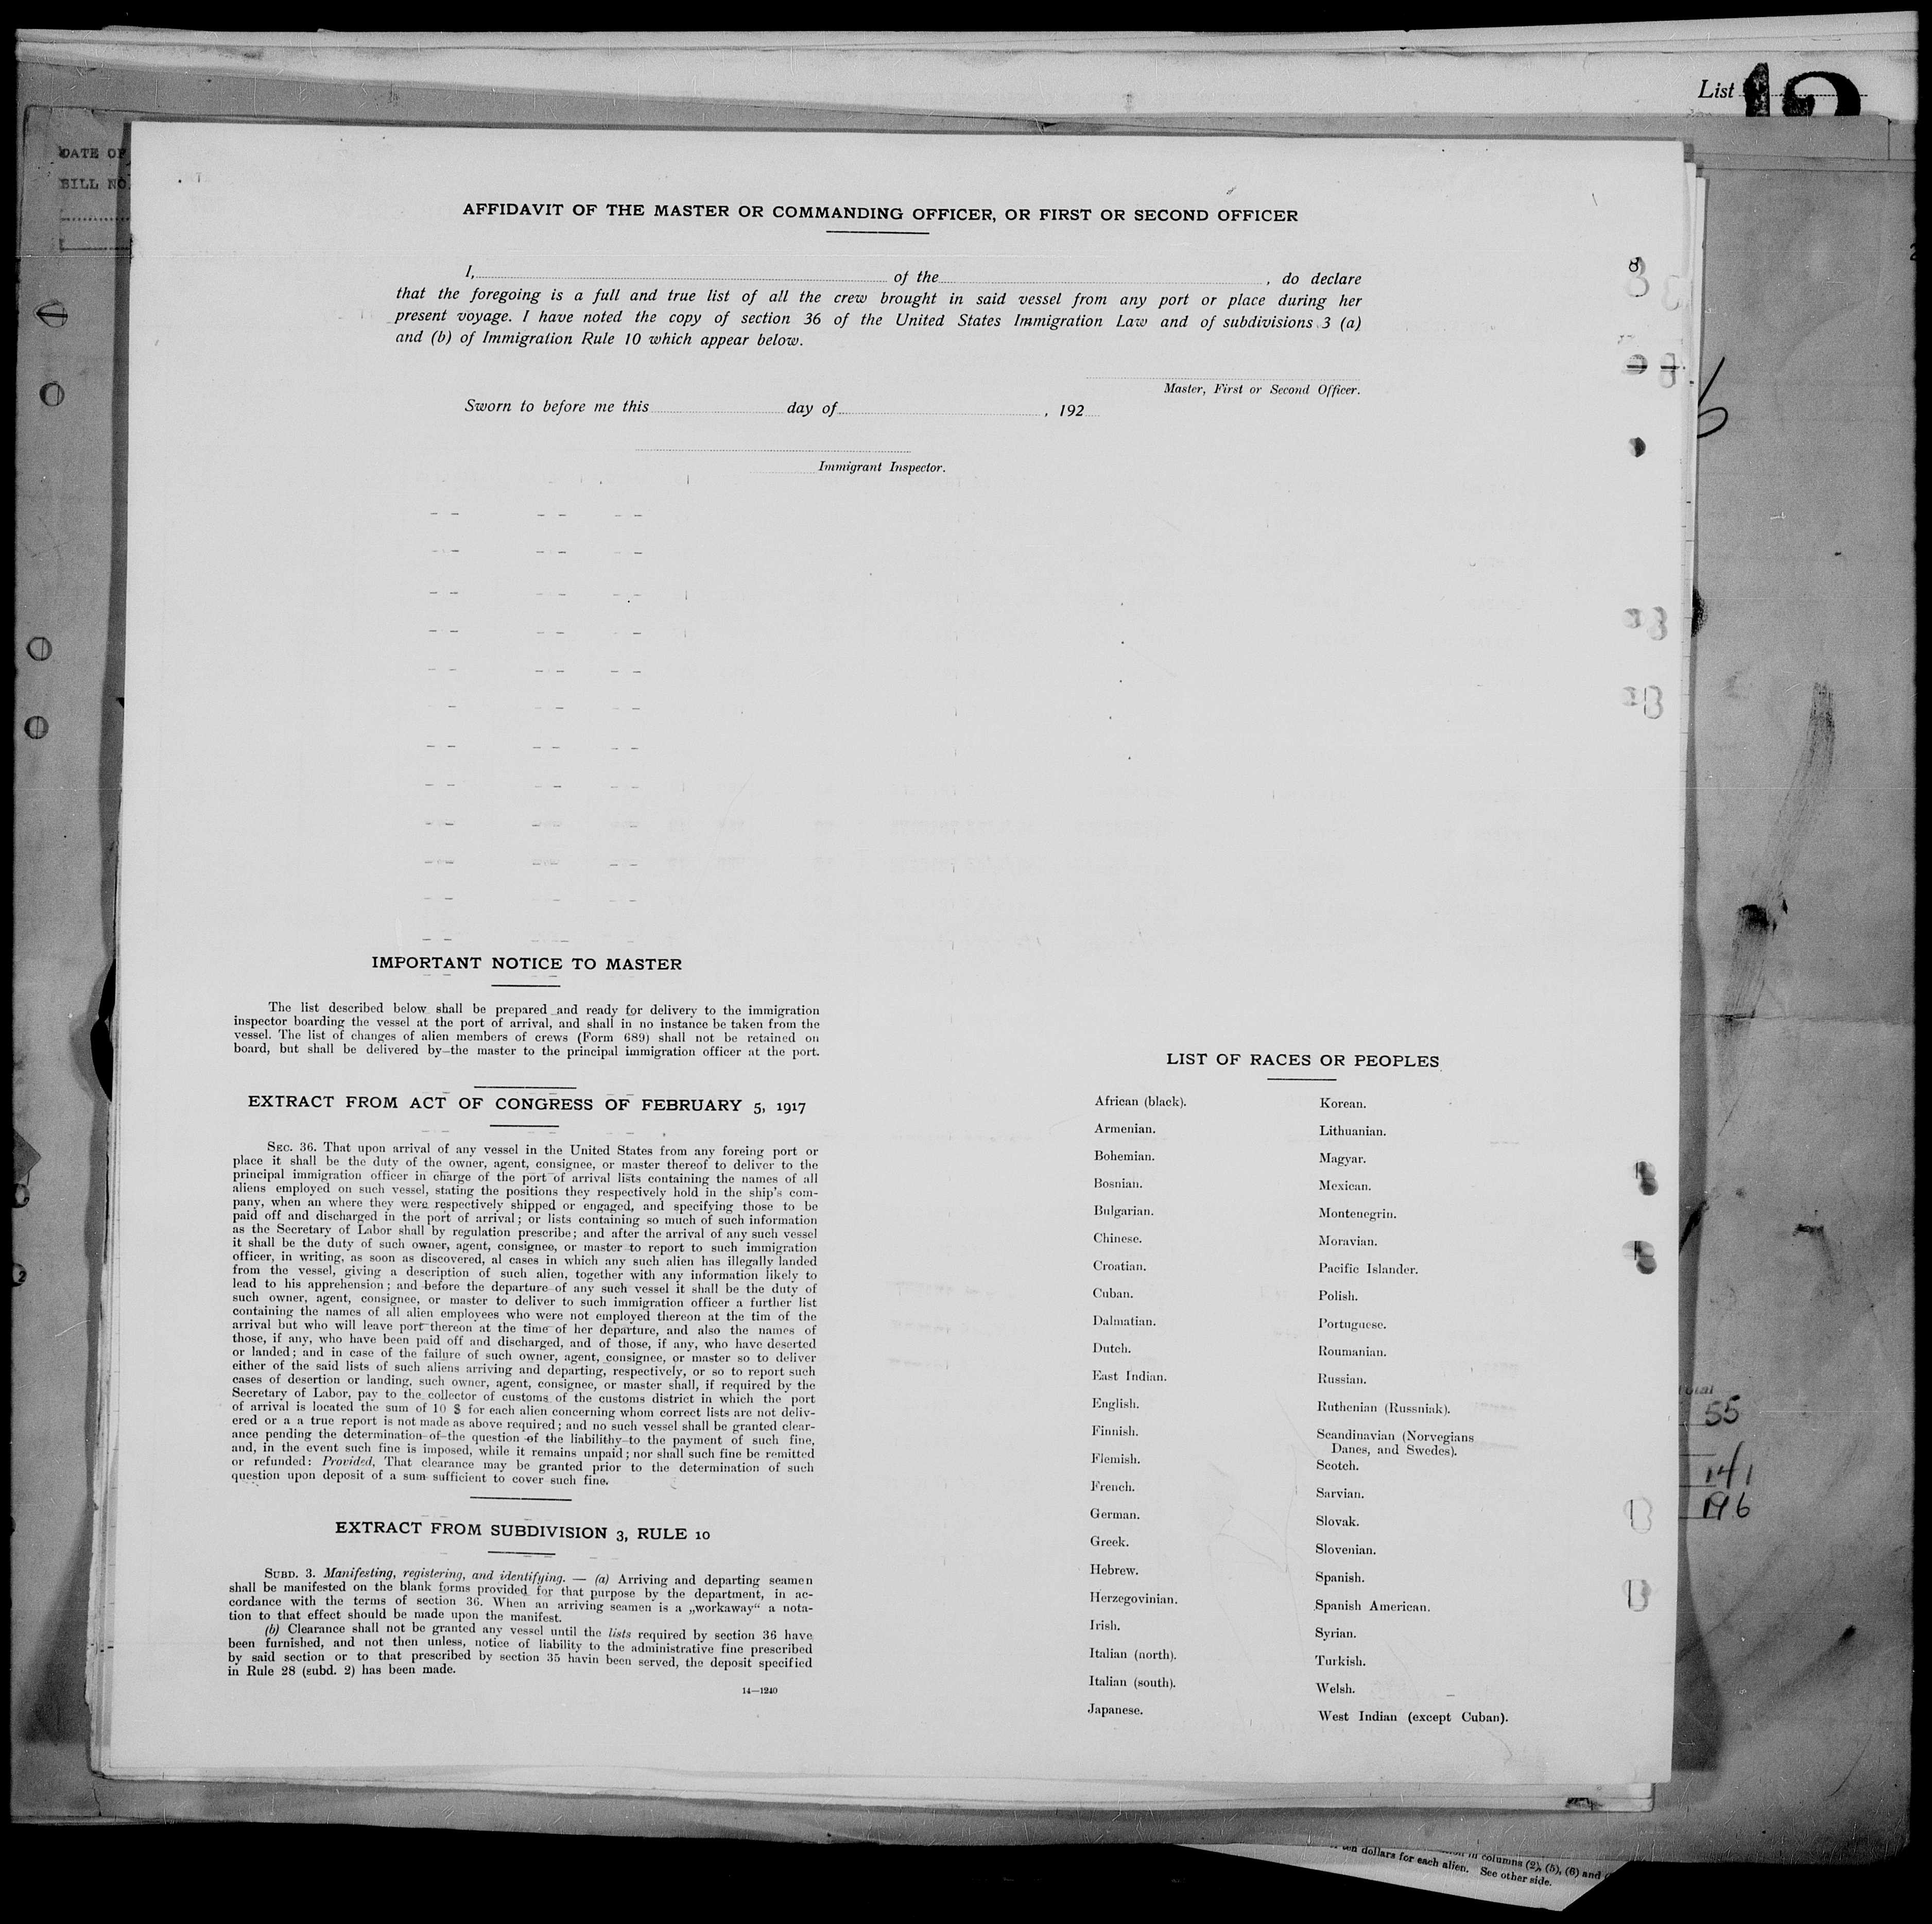 List
DATE OF
BILL NO.
AFFIDAVIT OF THE MASTER OR COMMANDING OFFICER, OR FIRST OR SECOND OFFICER
I, of the , do declare
that the foregoing is a full and true list of all the crew brought in said vessel from any port or place during her
present voyage. I have noted the copy of section 36 of the United States Immigration Law and of subdivisions 3 (a)
and (b) of Immigration Rule 10 which appear below.
Master, First or Second Officer.
Sworn to before me this day of , 192
Immigrant Inspector.
IMPORTANT NOTICE TO MASTER
The list described below shall be prepared and ready for delivery to the immigration
inspector boarding the vessel at the port of arrival, and shall in no instance be taken from the
vessel. The list of changes of alien members of crews (Form 689) shall not be retained on
board, but shall be delivered by the master to the principal immigration officer at the port.
EXTRACT FROM ACT OF CONGRESS OF FEBRUARY 5, 1917
SEC. 36. That upon arrival of any vessel in the United States from any foreing port or
place it shall be the duty of the owner, agent, consignee, or master thereof to deliver to the
principal immigration officer in charge of the port of arrival lists containing the names of all
aliens employed on such vessel, stating the positions they respectively hold in the ship's com-
pany, when an where they were respectively shipped or engaged, and specifying those to be
paid off and discharged in the port of arrival; or lists containing so much of such information
as the Secretary of Labor shall by regulation prescribe; and after the arrival of any such vessel
it shall be the duty of such owner, agent, consignee, or master to report to such immigration
officer, in writing, as soon as discovered, al cases in which any such alien has illegally landed
from the vessel, giving a description of such alien, together with any information likely to
lead to his apprehension; and before the departure of any such vessel it shall be the duty of
such owner, agent, consignee, or master to deliver to such immigration officer a further list
containing the names of all alien employees who were not employed thereon at the tim of the
arrival but who will leave port thereon at the time of her departure, and also the names of
those, if any, who have been paid off and discharged, and of those, if any, who have deserted
or landed; and in case of the failure of such owner, agent, consignee, or master so to deliver
either of the said lists of such aliens arriving and departing, respectively, or so to report such
cases of desertion or landing, such owner, agent, consignee, or master shall, if required by the
Secretary of Labor, pay to the collector of customs of the customs district in which the port
of arrival is located the sum of 10 $ for each alien concerning whom correct lists are not deliv-
ered or a a true report is not made as above required; and no such vessel shall be granted clear-
ance pending the determination of the question of the liabilithy to the payment of such fine,
and, in the event such fine is imposed, while it remains unpaid; nor shall such fine be remitted
or refunded: Provided, That clearance may be granted prior to the determination of such
question upon deposit of a sum sufficient to cover such fine.
EXTRACT FROM SUBDIVISION 3, RULE 10
SUBD. 3. Manifesting, registering, and identifying. — (a) Arriving and departing seamen
shall be manifested on the blank forms provided for that purpose by the department, in ac-
cordance with the terms of section 36. When an arriving seamen is a „workaway“ a nota-
tion to that effect should be made upon the manifest.
(b) Clearance shall not be granted any vessel until the lists required by section 36 have
been furnished, and not then unless, notice of liability to the administrative fine prescribed
by said section or to that prescribed by section 35 havin been served, the deposit specified
in Rule 28 (subd. 2) has been made.
14—1240
LIST OF RACES OR PEOPLES
African (black).
Armenian.
Bohemian.
Bosnian.
Bulgarian.
Chinese.
Croatian.
Cuban.
Dalmatian.
Dutch.
East Indian.
English.
Finnish.
Flemish.
French.
German.
Greek.
Hebrew.
Herzegovinian.
Irish.
Italian (north).
Italian (south).
Japanese.
Korean.
Lithuanian.
Magyar.
Mexican.
Montenegrin.
Moravian.
Pacific Islander.
Polish.
Portuguese.
Roumanian.
Russian.
Ruthenian (Russniak).
Scandinavian (Norvegians
Danes, and Swedes).
Scotch.
Sarvian.
Slovak.
Slovenian.
Spanish.
Spanish American.
Syrian.
Turkish.
Welsh.
West Indian (except Cuban).
55
141
196
in columns (2), (5), (6) and
ten dollars for each alien. See other side.